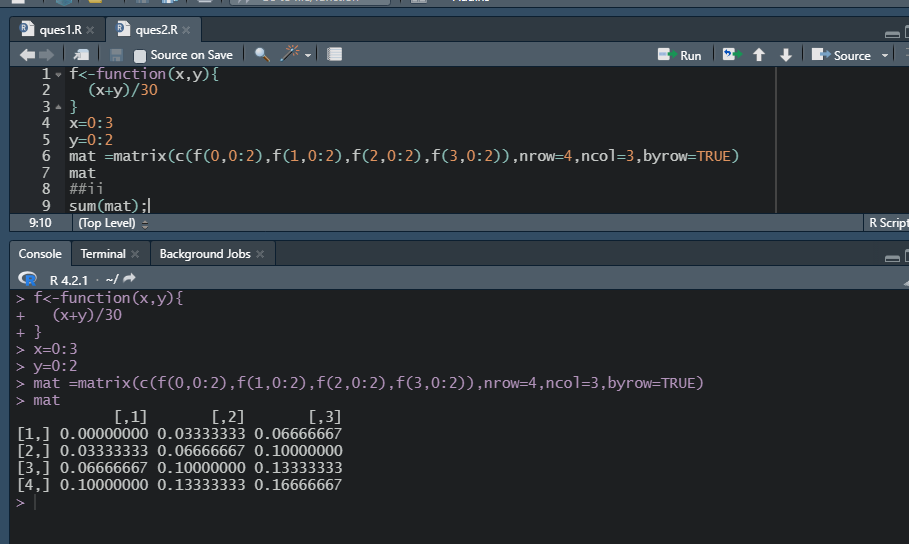 ques1.R ques2.R
Source on Save Run Source
1 f<-function(x,y){
2 (x+y)/30
3 }
4 x=0:3
5 y=0:2
6 mat =matrix(c(f(0,0:2),f(1,0:2),f(2,0:2),f(3,0:2)),nrow=4,ncol=3,byrow=TRUE)
7 mat
8 ##ii
9 sum(mat);
9:10 (Top Level) R Script
Console Terminal Background Jobs
R R 4.2.1 · ~/
> f<-function(x,y){
+ (x+y)/30
+ }
> x=0:3
> y=0:2
> mat =matrix(c(f(0,0:2),f(1,0:2),f(2,0:2),f(3,0:2)),nrow=4,ncol=3,byrow=TRUE)
> mat
[,1] [,2] [,3]
[1,] 0.00000000 0.03333333 0.06666667
[2,] 0.03333333 0.06666667 0.10000000
[3,] 0.06666667 0.10000000 0.13333333
[4,] 0.10000000 0.13333333 0.16666667
>